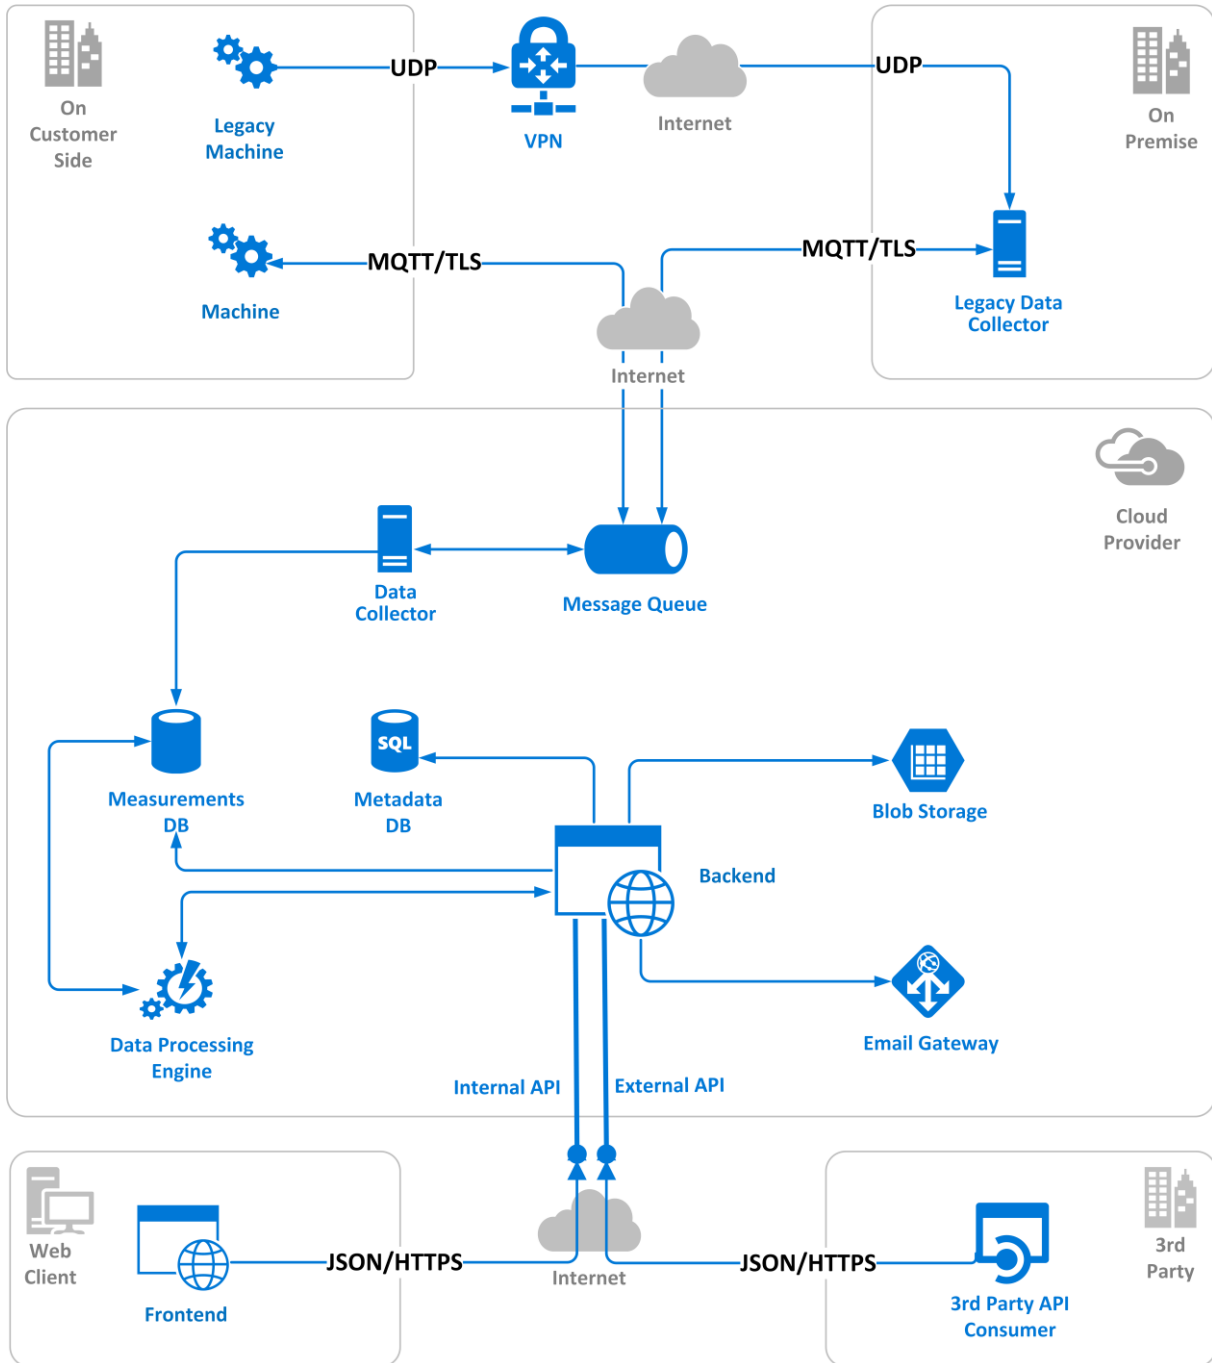 On
Customer
Side
Legacy
Machine
UDP
VPN
Internet
UDP
On
Premise
Machine
MQTT/TLS
MQTT/TLS
Legacy Data
Collector
Internet
Cloud
Provider
Data
Collector
Message Queue
Measurements
DB
SQL
Metadata
DB
Blob Storage
Backend
Data Processing
Engine
Email Gateway
Internal API
External API
Web
Client
Frontend
JSON/HTTPS
Internet
JSON/HTTPS
3rd Party API
Consumer
3rd
Party